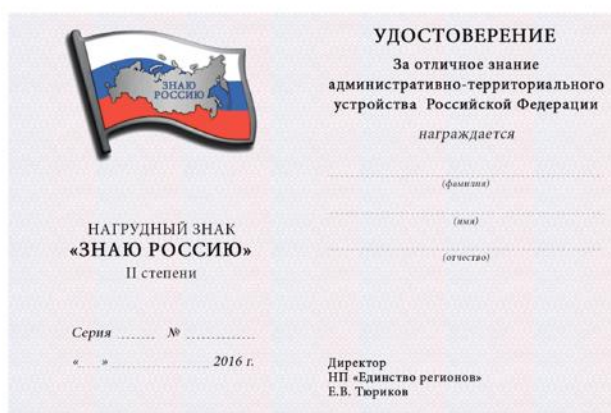 ЗНАЮ
РОССИЮ
НАГРУДНЫЙ ЗНАК
«ЗНАЮ РОССИЮ»
II степени
Серия ........ № ..............
«.....» .................. 2016 г.
УДОСТОВЕРЕНИЕ
За отличное знание
административно-территориального
устройства Российской Федерации
награждается
(фамилия)
(имя)
(отчество)
Директор
НП «Единство регионов»
Е.В. Тюриков